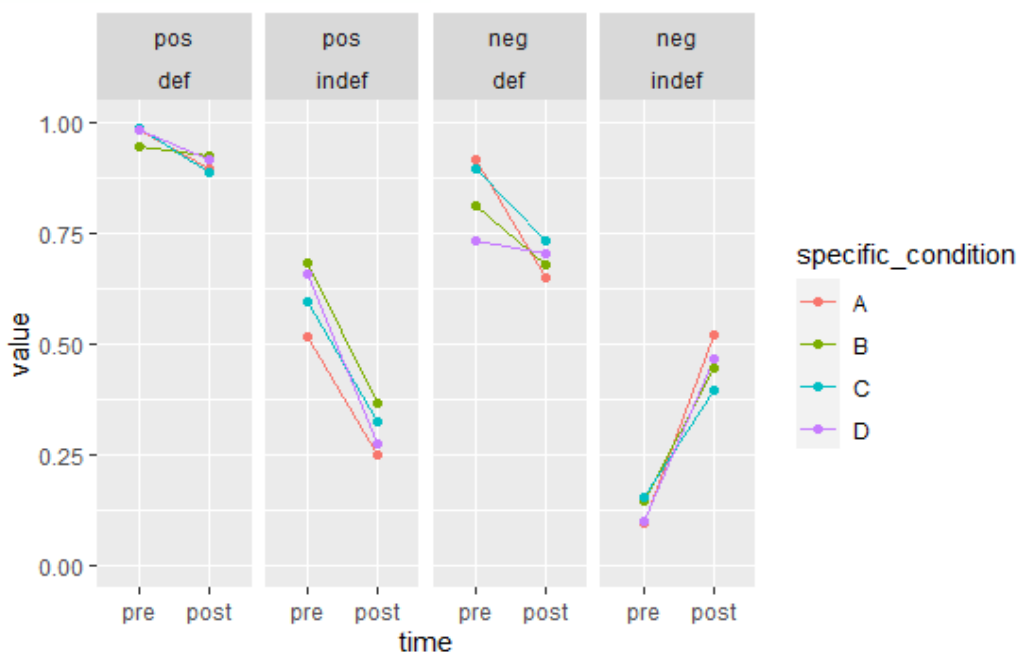 pos pos neg neg
def indef def indef
1.00
0.75
0.50
0.25
0.00
value
pre post pre post pre post pre post
time
specific_condition
A
B
C
D